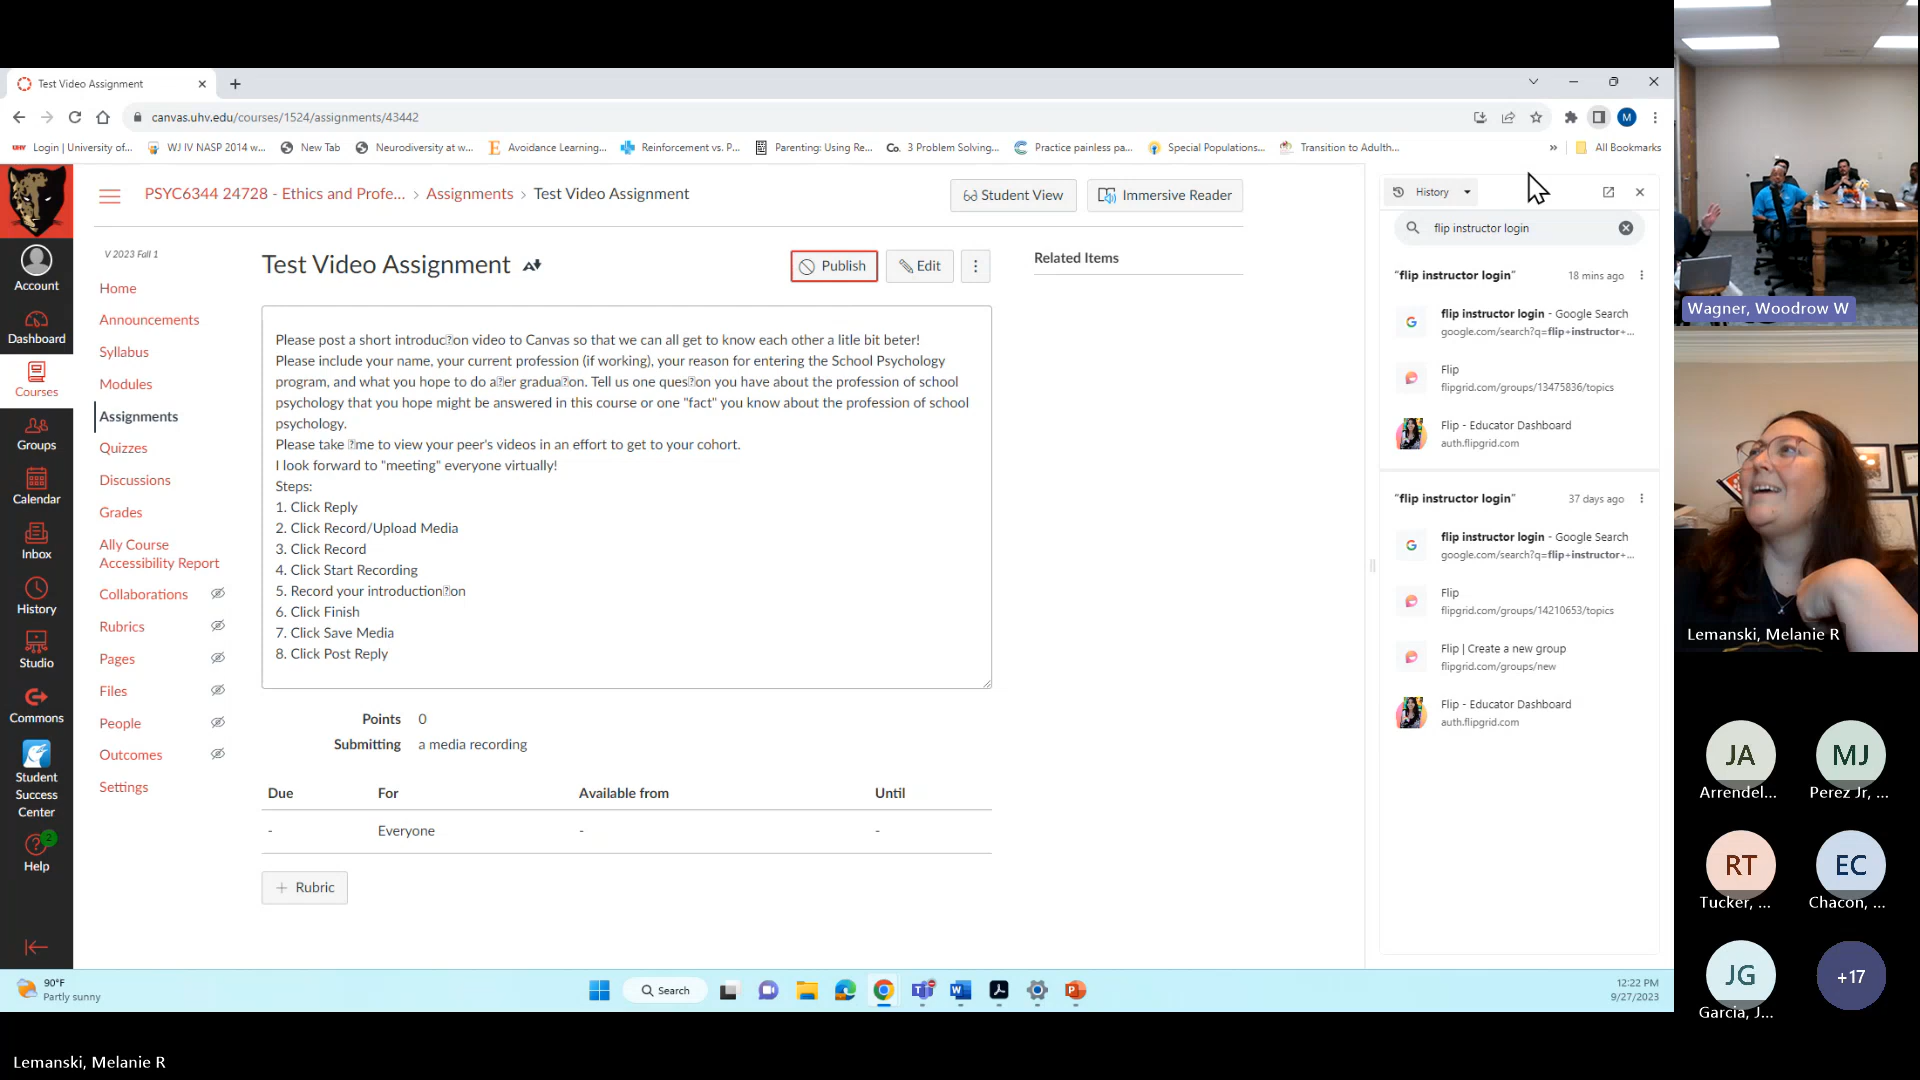 Test Video Assignment
canvas.uhv.edu/courses/1524/assignments/43442
M
Login | University of...
WJ IV NASP 2014 w...
New Tab
Neurodiversity at w...
Avoidance Learning...
Reinforcement vs. P...
Parenting: Using Re...
3 Problem Solving...
Practice painless pa...
Special Populations...
Transition to Adulth...
»
All Bookmarks
PSYC6344 24728 - Ethics and Profe... › Assignments › Test Video Assignment
Student View
Immersive Reader
Account
Dashboard
Courses
Groups
Calendar
Inbox
History
Studio
Commons
Student
Success
Center
2
Help
V 2023 Fall 1
Home
Announcements
Syllabus
Modules
Assignments
Quizzes
Discussions
Grades
Ally Course
Accessibility Report
Collaborations
Rubrics
Pages
Files
People
Outcomes
Settings
Test Video Assignment
Publish
Edit
Related Items
Please post a short introduc▯on video to Canvas so that we can all get to know each other a litle bit beter!
Please include your name, your current profession (if working), your reason for entering the School Psychology
program, and what you hope to do a▯er gradua▯on. Tell us one ques▯on you have about the profession of school
psychology that you hope might be answered in this course or one "fact" you know about the profession of school
psychology.
Please take ▯me to view your peer's videos in an effort to get to your cohort.
I look forward to "meeting" everyone virtually!
Steps:
1. Click Reply
2. Click Record/Upload Media
3. Click Record
4. Click Start Recording
5. Record your introduction▯on
6. Click Finish
7. Click Save Media
8. Click Post Reply
Points 0
Submitting a media recording
Due For Available from Until
- Everyone - -
+ Rubric
History
flip instructor login
"flip instructor login" 18 mins ago
flip instructor login - Google Search
google.com/search?q=flip+instructor+...
Flip
flipgrid.com/groups/13475836/topics
Flip - Educator Dashboard
auth.flipgrid.com
"flip instructor login" 37 days ago
flip instructor login - Google Search
google.com/search?q=flip+instructor+...
Flip
flipgrid.com/groups/14210653/topics
Flip | Create a new group
flipgrid.com/groups/new
Flip - Educator Dashboard
auth.flipgrid.com
90°F
Partly sunny
Search
12:22 PM
9/27/2023
Wagner, Woodrow W
Lemanski, Melanie R
JA
Arrendel...
MJ
Perez Jr, ...
RT
Tucker, ...
EC
Chacon, ...
JG
Garcia, J...
+17
Lemanski, Melanie R